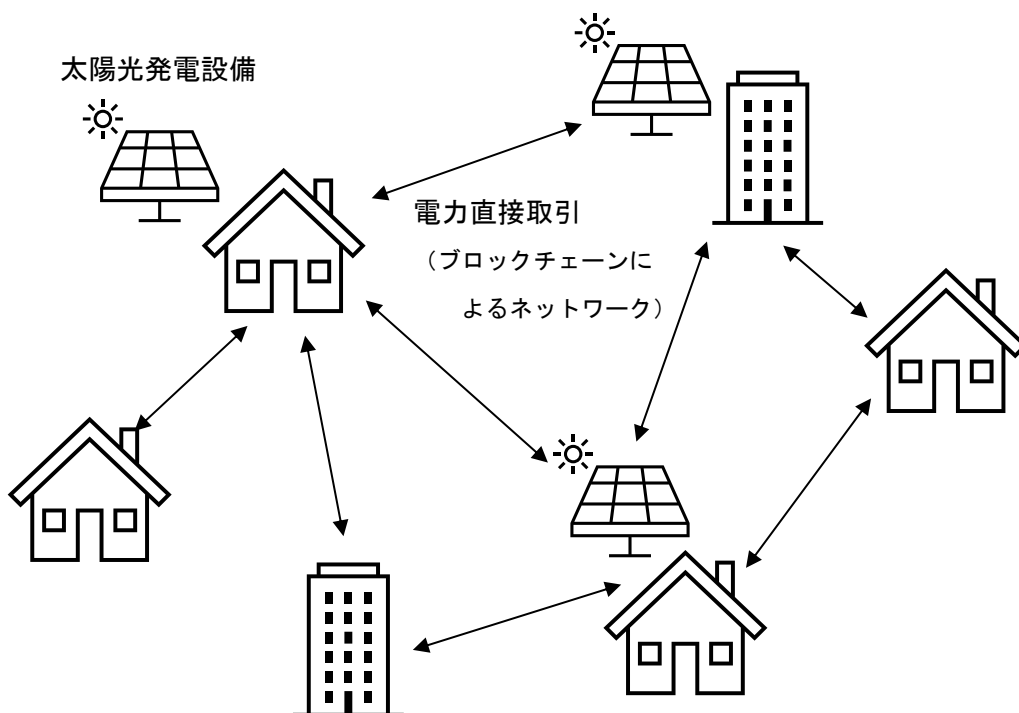 太陽光発電設備
電力直接取引
（ブロックチェーンに
よるネットワーク）